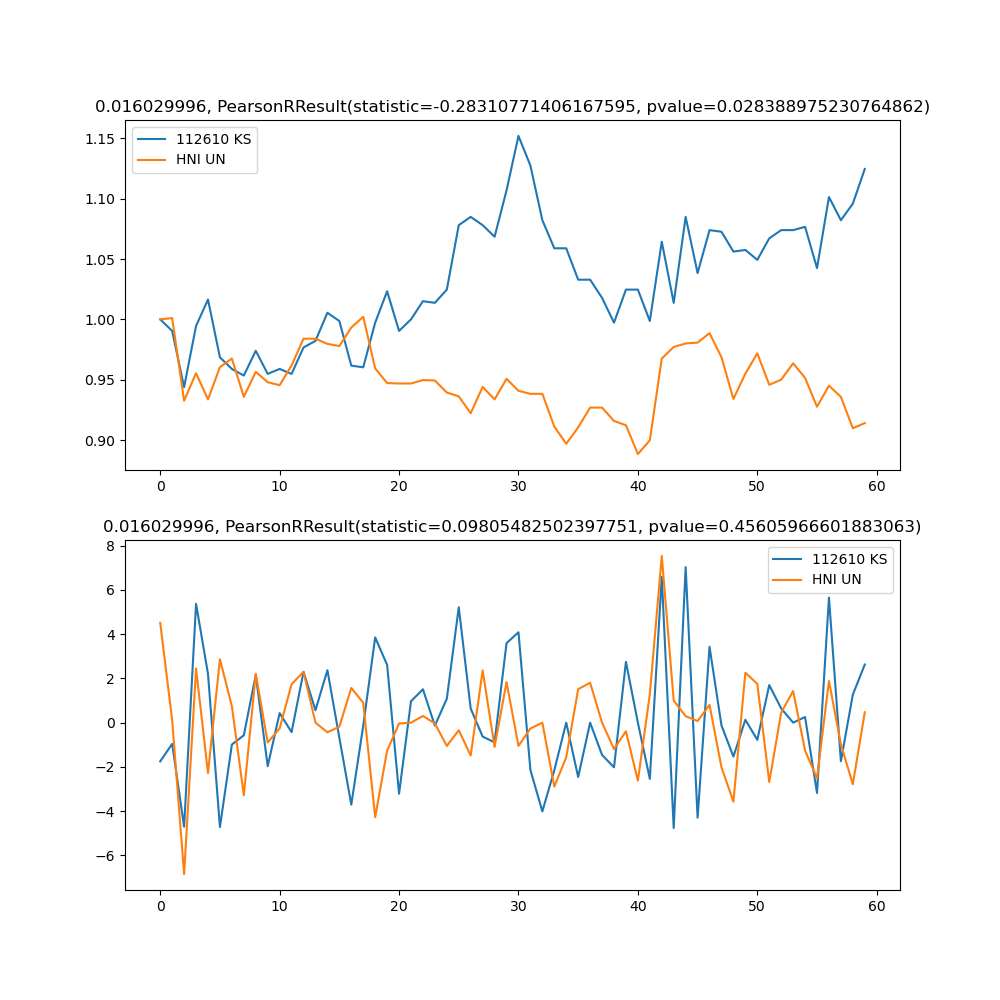 0.016029996, PearsonRResult(statistic=-0.28310771406167595, pvalue=0.028388975230764862)
112610 KS
HNI UN
1.15
1.10
1.05
1.00
0.95
0.90
0 10 20 30 40 50 60
0.016029996, PearsonRResult(statistic=0.09805482502397751, pvalue=0.45605966601883063)
112610 KS
HNI UN
8
6
4
2
0
−2
−4
−6
0 10 20 30 40 50 60